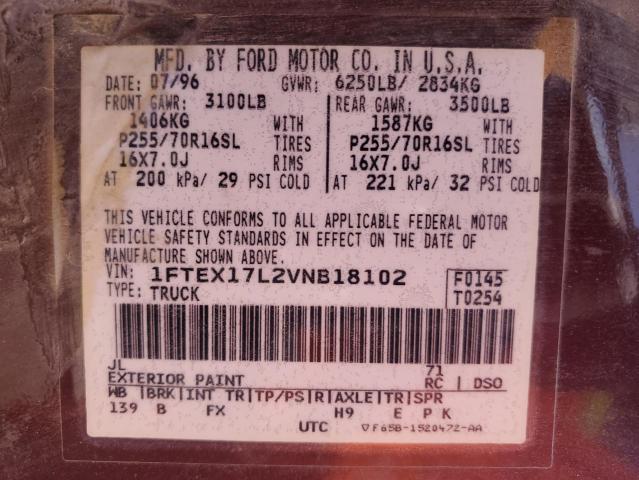 MFD. BY FORD MOTOR CO. IN U.S.A.
DATE: 07/96 GVWR: 6250LB/ 2834KG
FRONT GAWR: 3100LB REAR GAWR: 3500LB
1406KG WITH 1587KG WITH
P255/70R16SL TIRES P255/70R16SL TIRES
16X7.0J RIMS 16X7.0J RIMS
AT 200 kPa/ 29 PSI COLD AT 221 kPa/ 32 PSI COLD
THIS VEHICLE CONFORMS TO ALL APPLICABLE FEDERAL MOTOR
VEHICLE SAFETY STANDARDS IN EFFECT ON THE DATE OF
MANUFACTURE SHOWN ABOVE.
VIN: 1FTEX17L2VNB18102 F0145
TYPE: TRUCK T0254
JL 71
EXTERIOR PAINT RC | DSO
WB |BRK|INT TR|TP/PS|R|AXLE|TR|SPR
139 B FX H9 E P K
UTC ▽F65B-1520472-AA